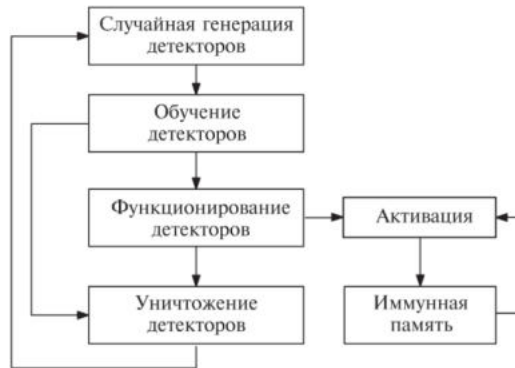 Случайная генерация
детекторов
Обучение
детекторов
Функционирование
детекторов
Активация
Уничтожение
детекторов
Иммунная
память